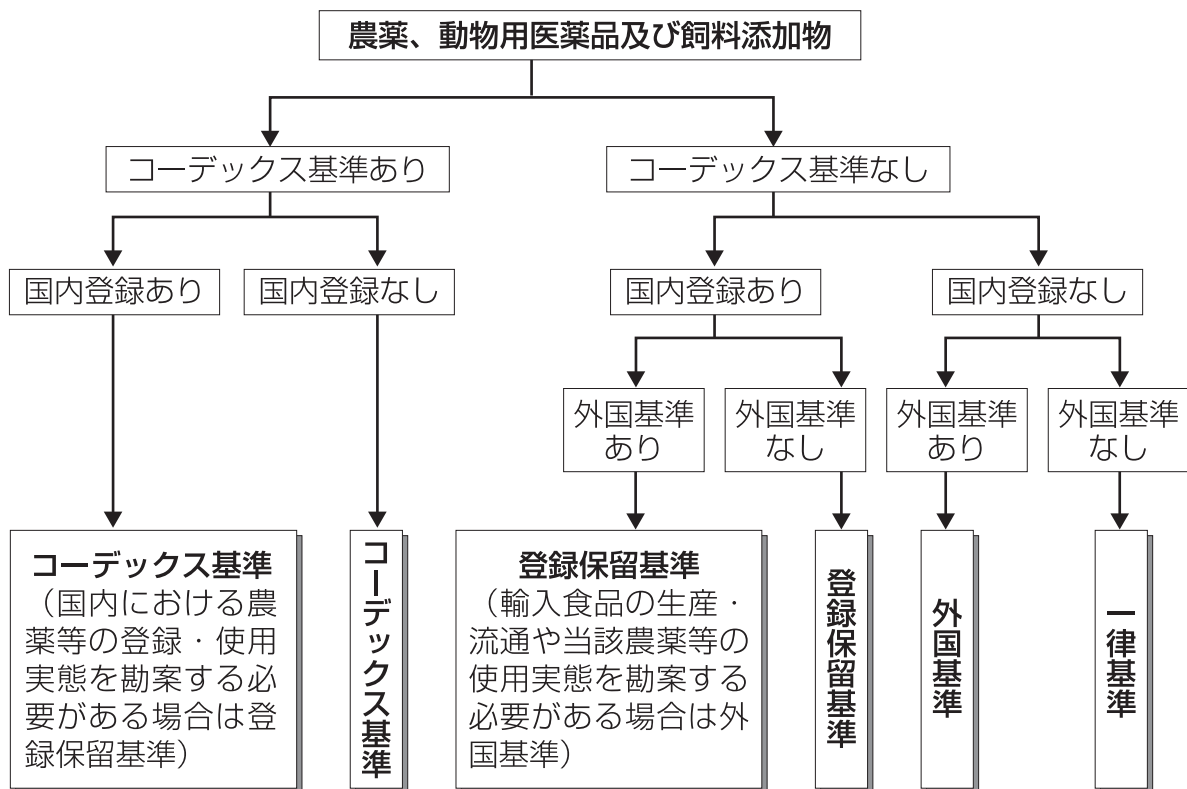 農薬、動物用医薬品及び飼料添加物
コーデックス基準あり
コーデックス基準なし
国内登録あり
国内登録なし
国内登録あり
国内登録なし
外国基準
あり
外国基準
なし
外国基準
あり
外国基準
なし
コーデックス基準
(国内における農
薬等の登録・使用
実態を勘案する必
要がある場合は登
録保留基準)
コーデックス基準
登録保留基準
(輸入食品の生産・
流通や当該農薬等の
使用実態を勘案する
必要がある場合は外
国基準)
登録保留基準
外国基準
一律基準